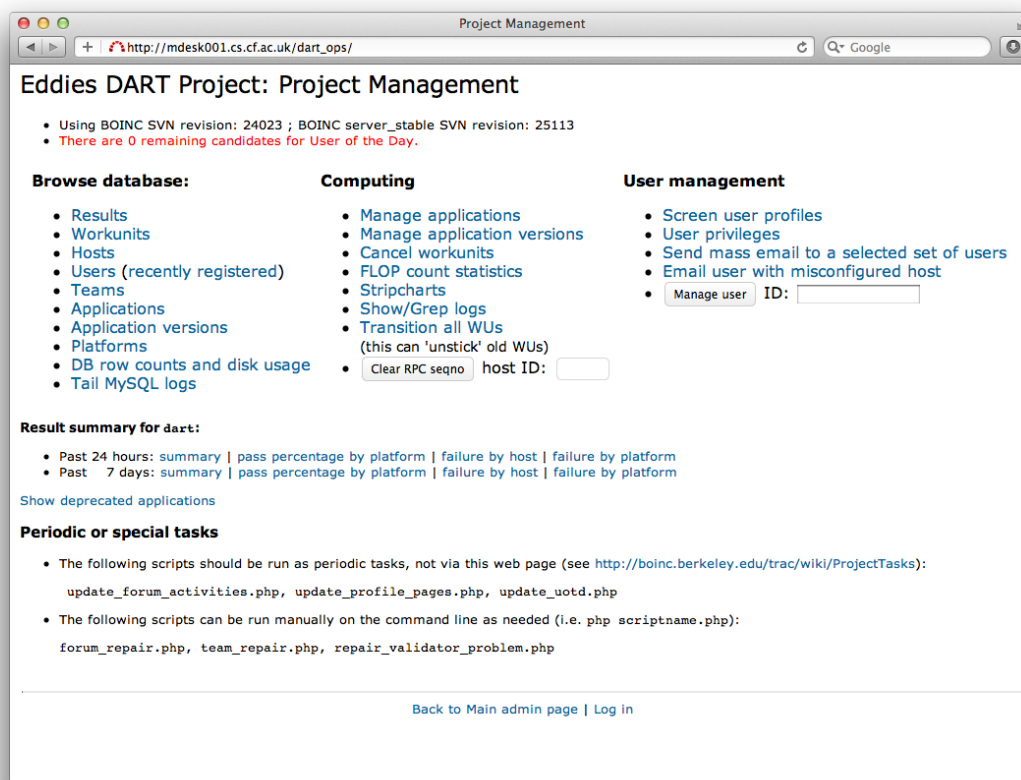 Project Management
http://mdesk001.cs.cf.ac.uk/dart_ops/
Google
Eddies DART Project: Project Management
Using BOINC SVN revision: 24023 ; BOINC server_stable SVN revision: 25113
There are 0 remaining candidates for User of the Day.
Browse database:
Results
Workunits
Hosts
Users (recently registered)
Teams
Applications
Application versions
Platforms
DB row counts and disk usage
Tail MySQL logs
Computing
Manage applications
Manage application versions
Cancel workunits
FLOP count statistics
Stripcharts
Show/Grep logs
Transition all WUs
(this can 'unstick' old WUs)
Clear RPC seqno host ID:
User management
Screen user profiles
User privileges
Send mass email to a selected set of users
Email user with misconfigured host
Manage user ID:
Result summary for dart:
Past 24 hours: summary | pass percentage by platform | failure by host | failure by platform
Past 7 days: summary | pass percentage by platform | failure by host | failure by platform
Show deprecated applications
Periodic or special tasks
The following scripts should be run as periodic tasks, not via this web page (see http://boinc.berkeley.edu/trac/wiki/ProjectTasks):
update_forum_activities.php, update_profile_pages.php, update_uotd.php
The following scripts can be run manually on the command line as needed (i.e. php scriptname.php):
forum_repair.php, team_repair.php, repair_validator_problem.php
Back to Main admin page | Log in